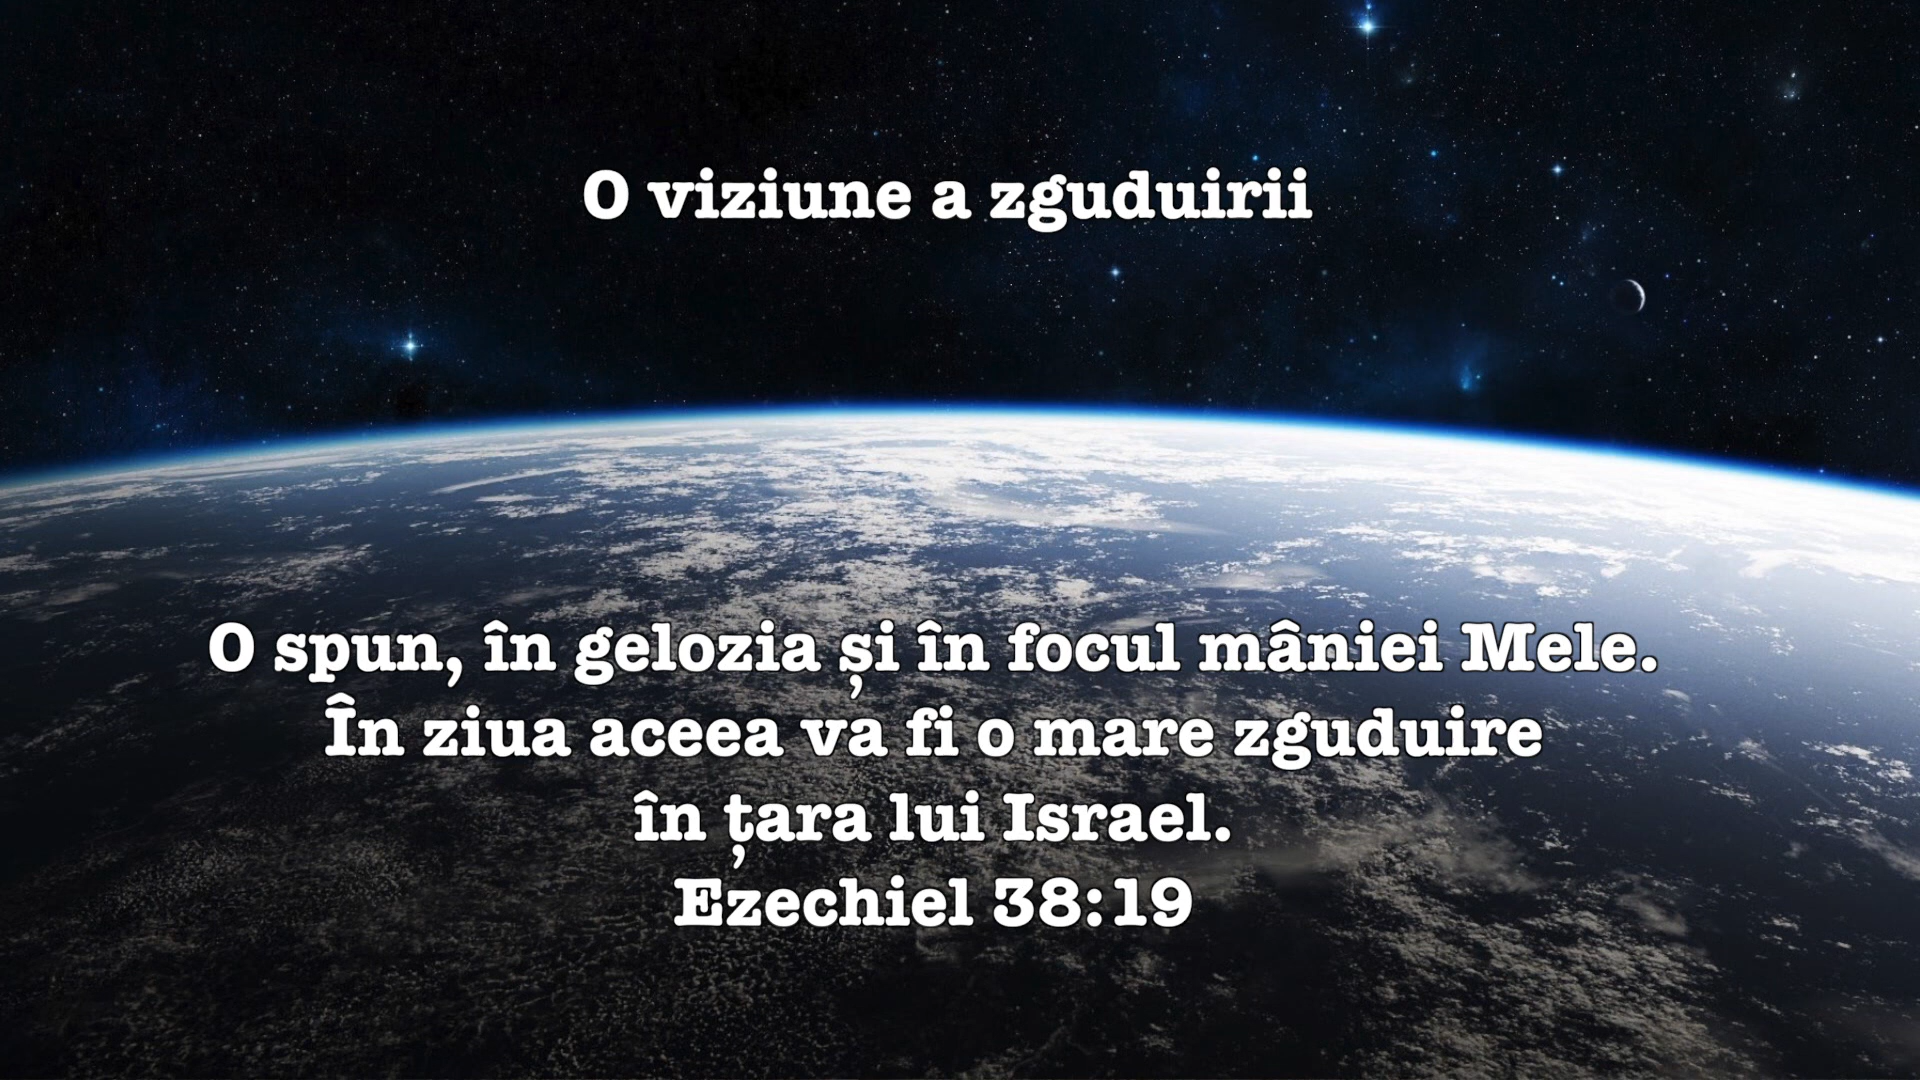 O viziune a zguduirii
O spun, în gelozia și în focul mâniei Mele.
În ziua aceea va fi o mare zguduire
în țara lui Israel.
Ezechiel 38:19